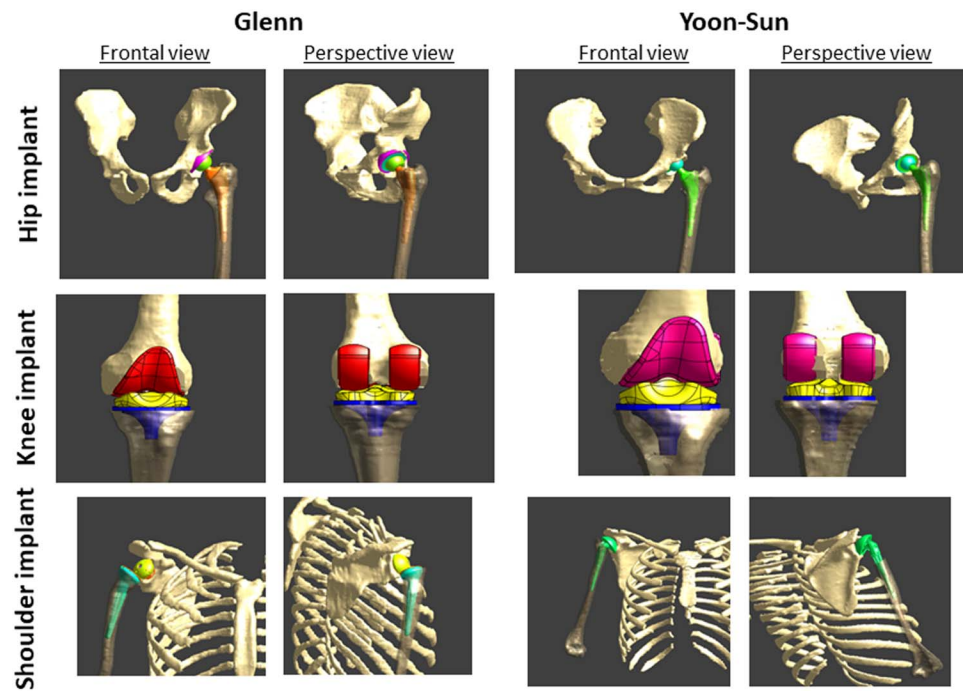 Glenn Yoon-Sun
Frontal view Perspective view Frontal view Perspective view
Hip implant
Knee implant
Shoulder implant